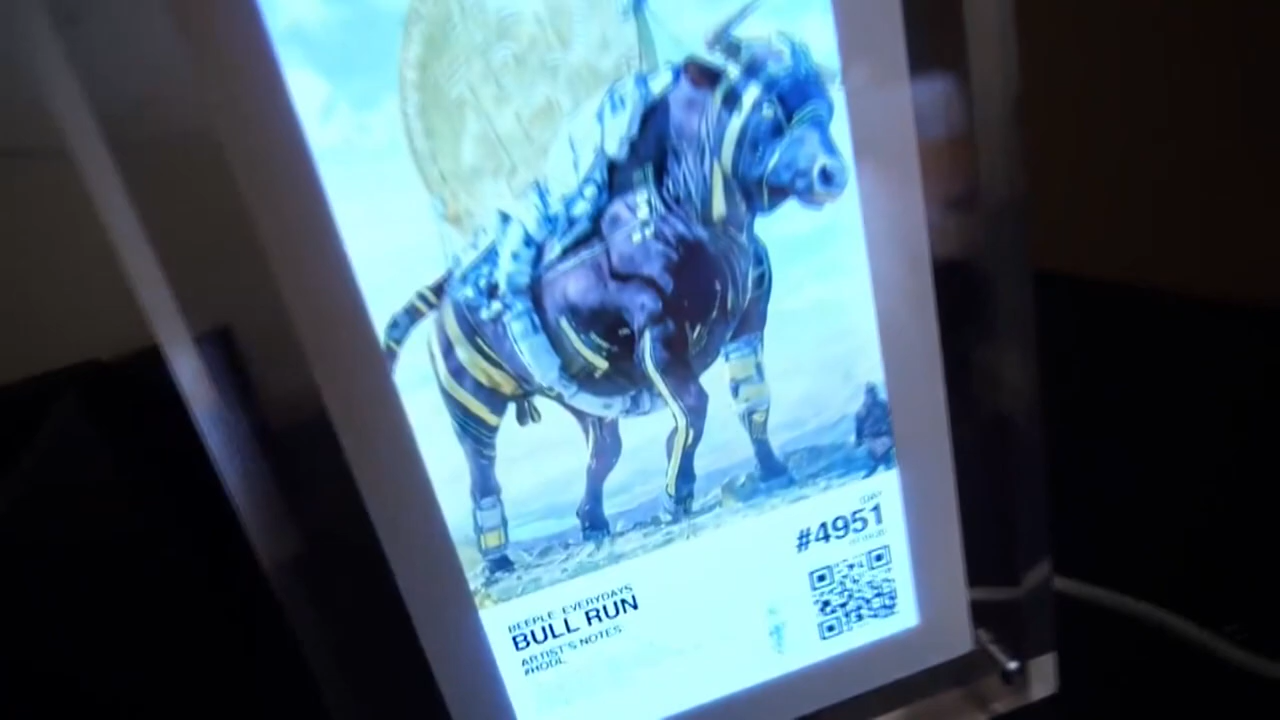 BEEPLE: EVERYDAYS
BULL RUN
ARTIST'S NOTES
#HODL
#4951